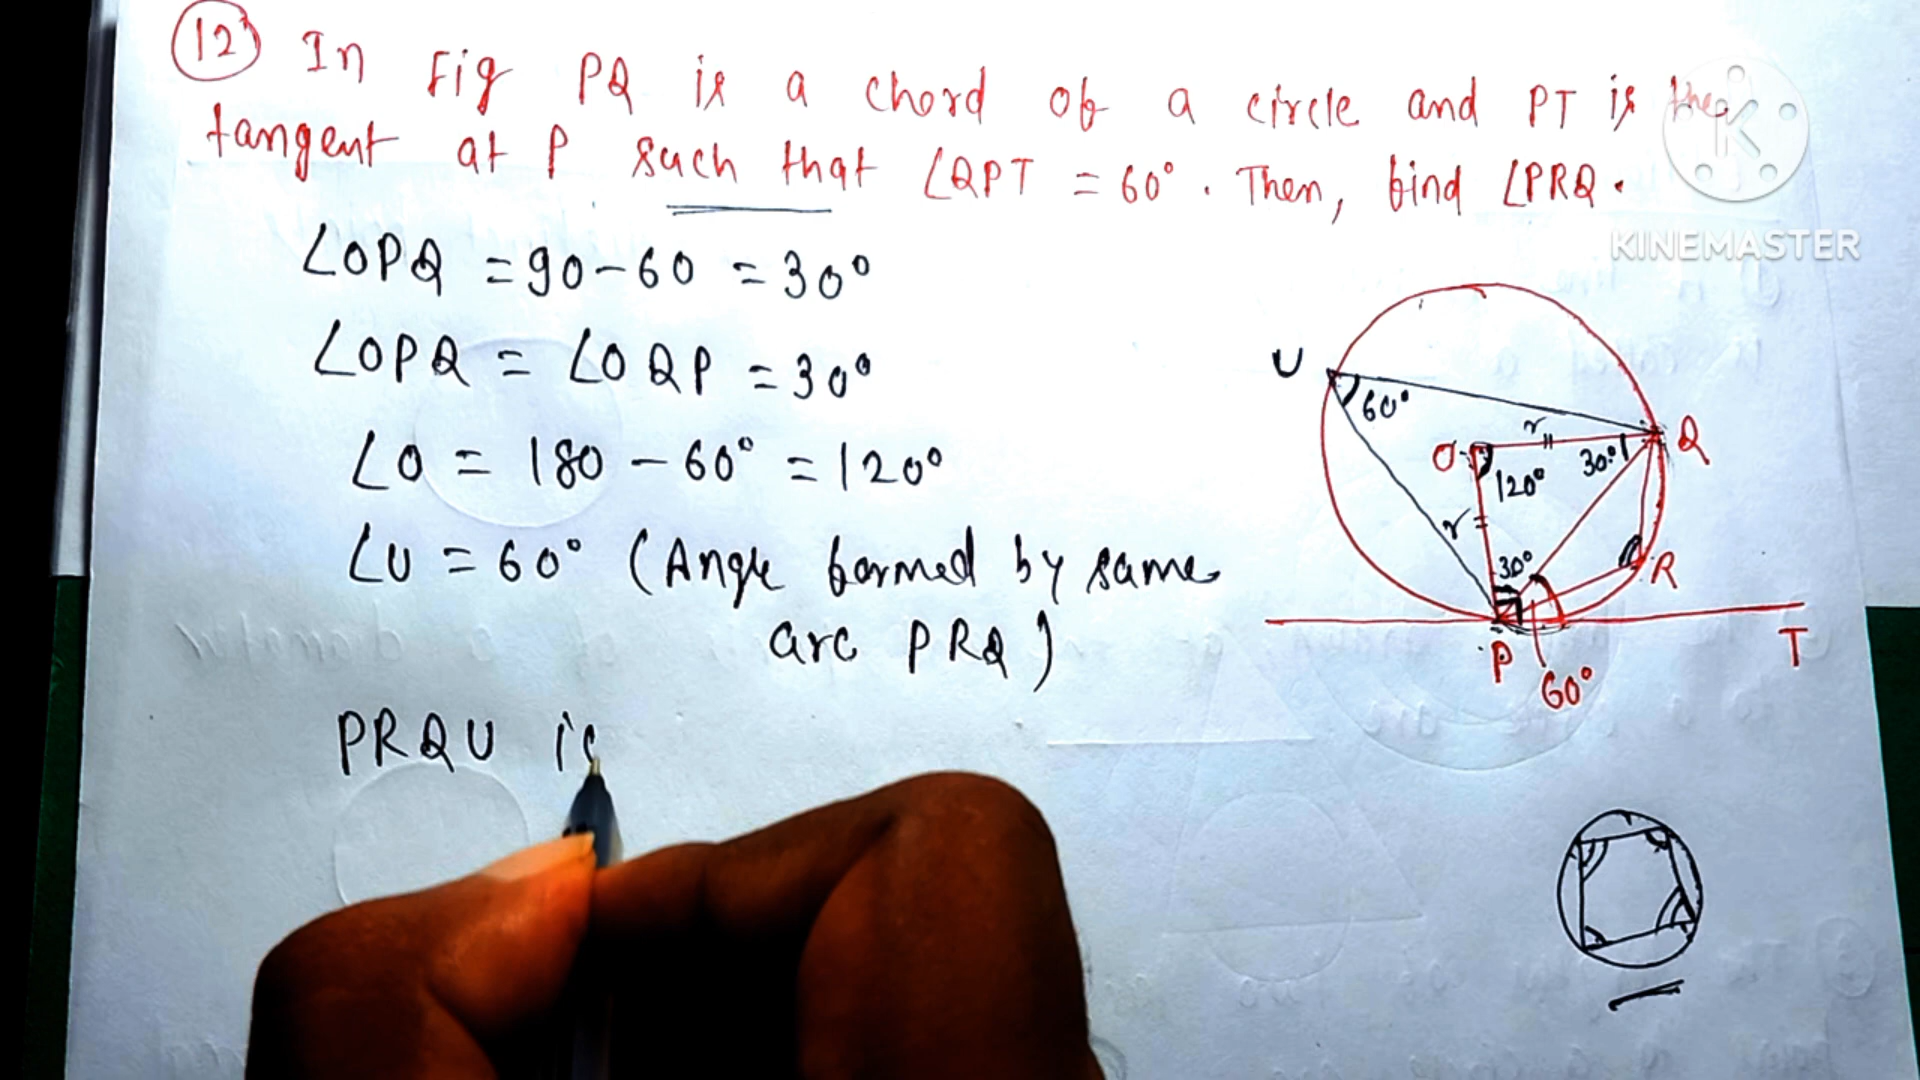 12 In Fig PQ is a chord of a circle and PT is the
tangent at P such that ∠QPT = 60° . Then, find ∠PRQ .
KINEMASTER
∠OPQ = 90 - 60 = 30°
∠OPQ = ∠OQP = 30°
∠O = 180 - 60° = 120°
∠U = 60° (Angle formed by same
arc PRQ)
PRQU is
U
60°
r
Q
O
120°
30°
r
30°
R
P
60°
T